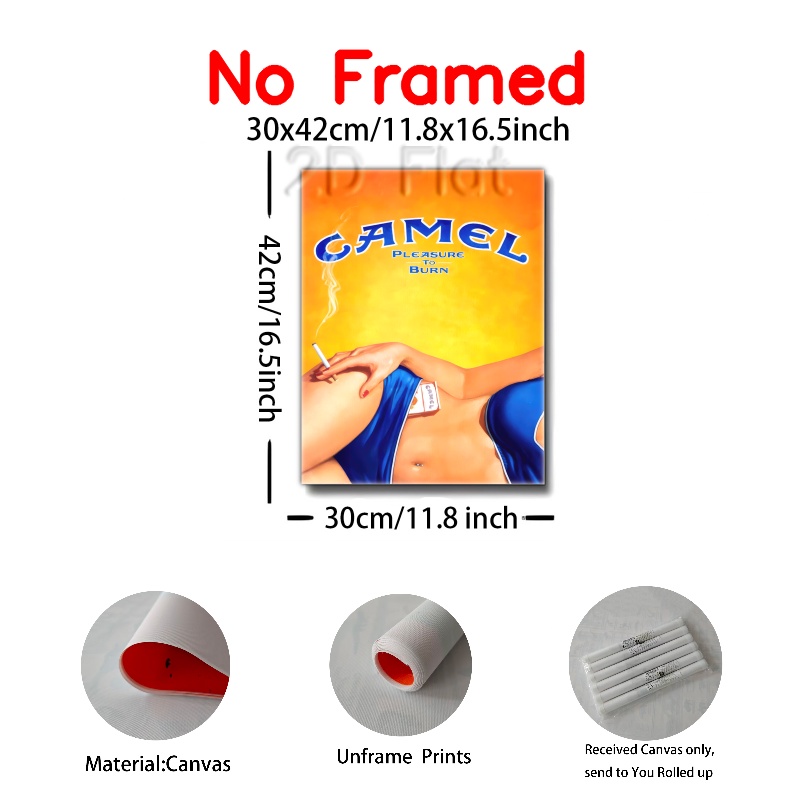 No Framed
30x42cm/11.8x16.5inch
2D Flat
CAMEL
PLEASURE
TO
BURN
42cm/16.5inch
CAMEL
30cm/11.8 inch
Material:Canvas
Unframe Prints
Received Canvas only,
send to You Rolled up